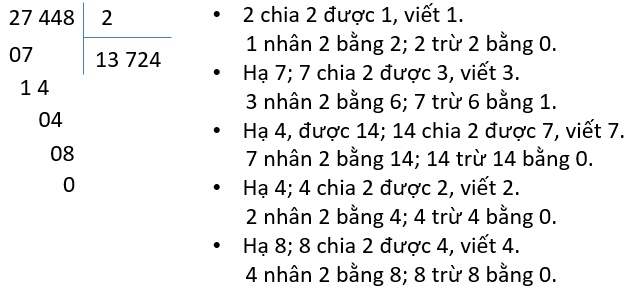 27 448 2
07 13 724
1 4
04
08
0
• 2 chia 2 được 1, viết 1.
1 nhân 2 bằng 2; 2 trừ 2 bằng 0.
• Hạ 7; 7 chia 2 được 3, viết 3.
3 nhân 2 bằng 6; 7 trừ 6 bằng 1.
• Hạ 4, được 14; 14 chia 2 được 7, viết 7.
7 nhân 2 bằng 14; 14 trừ 14 bằng 0.
• Hạ 4; 4 chia 2 được 2, viết 2.
2 nhân 2 bằng 4; 4 trừ 4 bằng 0.
• Hạ 8; 8 chia 2 được 4, viết 4.
4 nhân 2 bằng 8; 8 trừ 8 bằng 0.